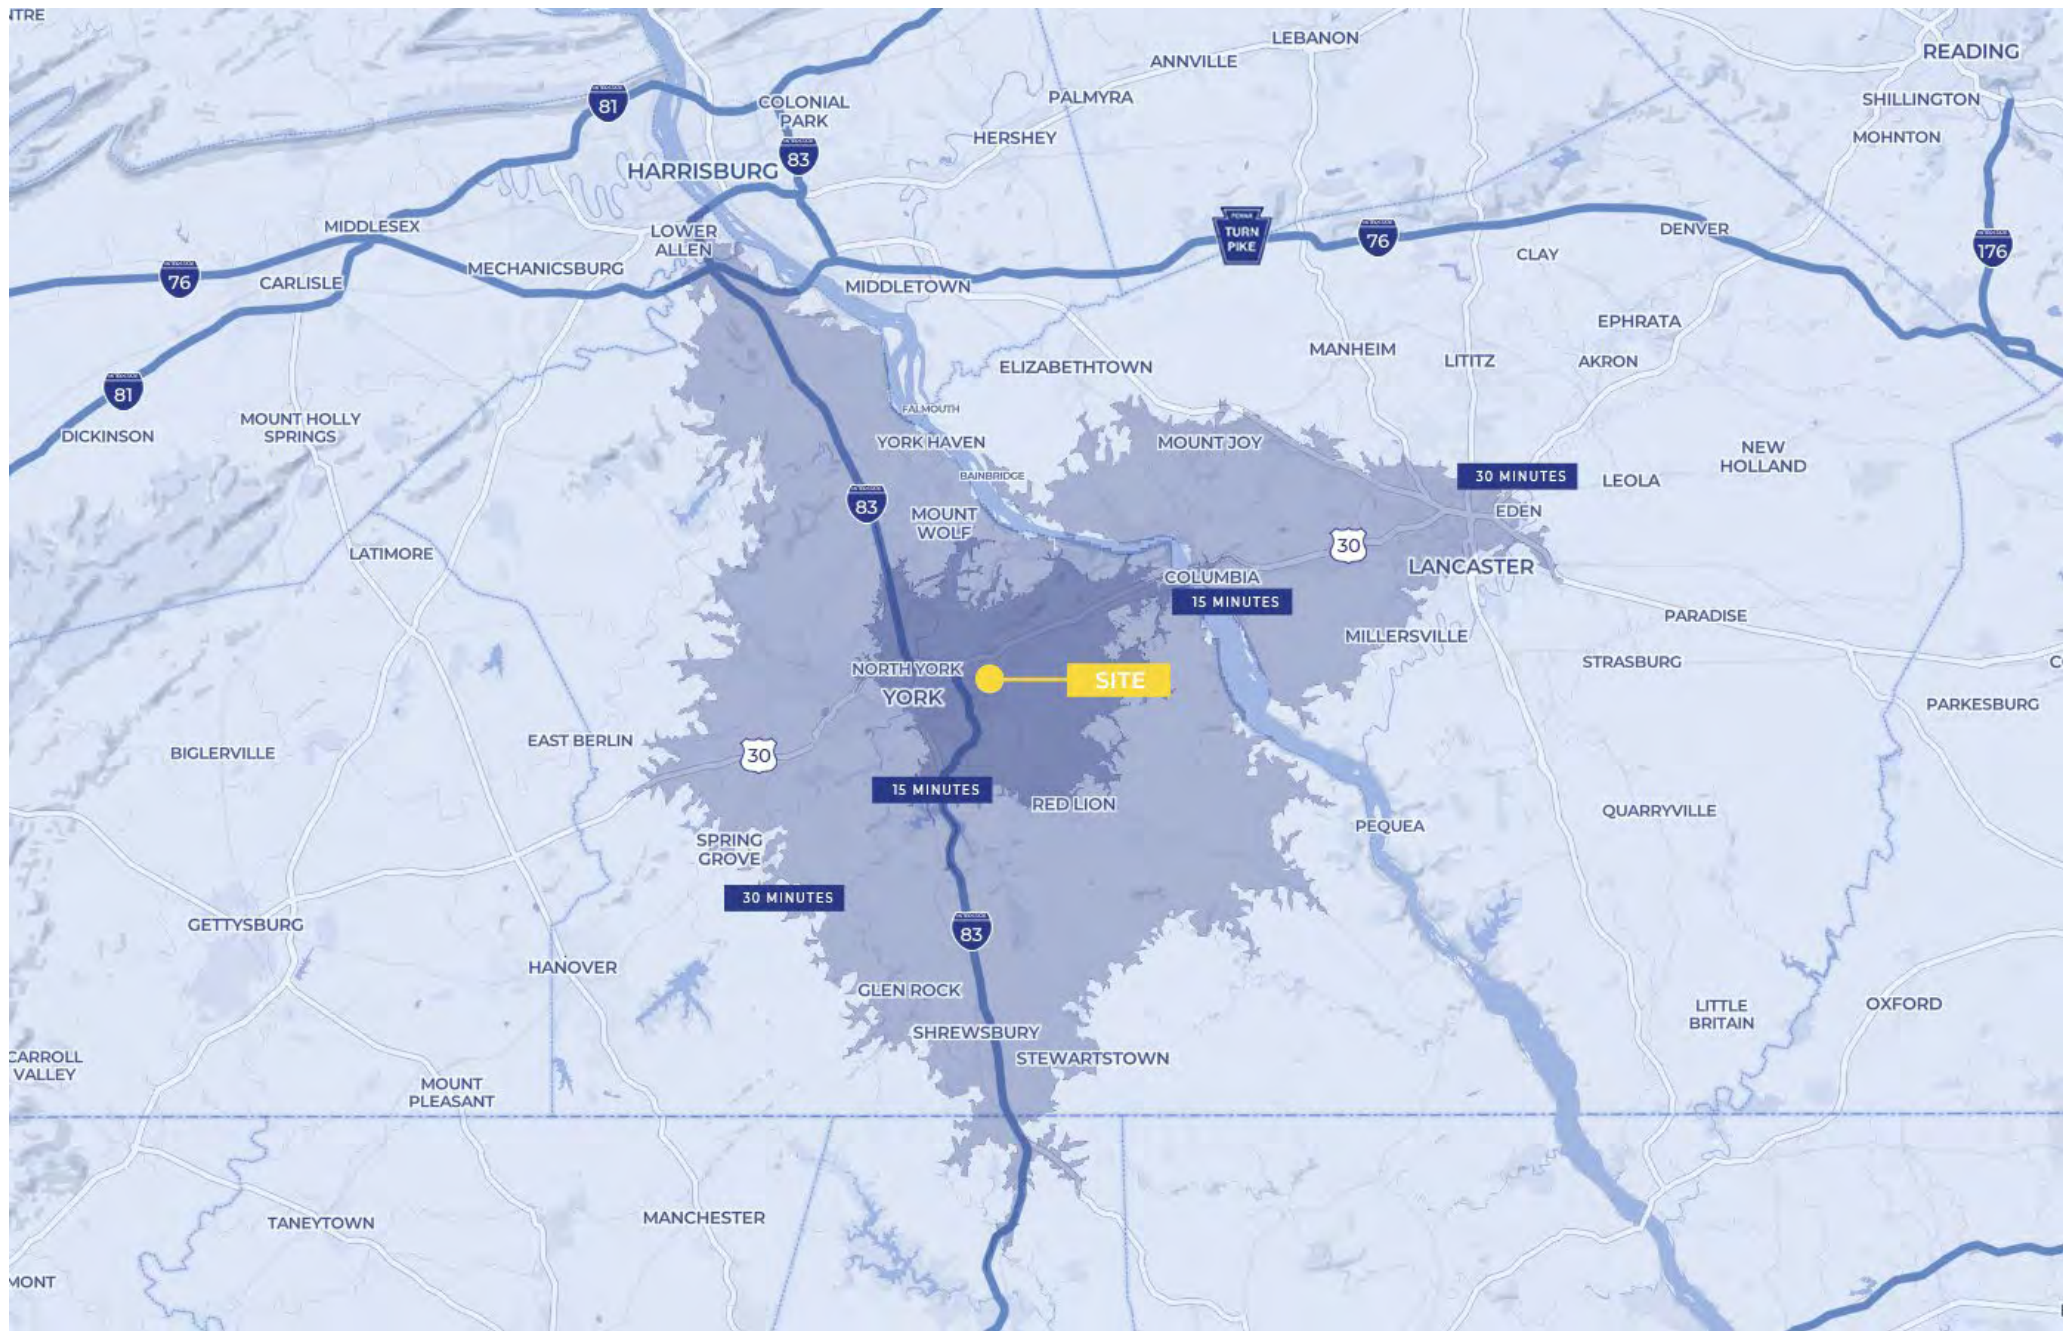 NTRE
LEBANON
READING
ANNVILLE
81
COLONIAL
PARK
PALMYRA
SHILLINGTON
HERSHEY
MOHNTON
83
HARRISBURG
MIDDLESEX
LOWER
ALLEN
PENNA
TURN
PIKE
76
DENVER
176
CLAY
MECHANICSBURG
76
CARLISLE
MIDDLETOWN
EPHRATA
MANHEIM
LITITZ
AKRON
ELIZABETHTOWN
81
FALMOUTH
MOUNT HOLLY
SPRINGS
DICKINSON
YORK HAVEN
MOUNT JOY
NEW
HOLLAND
BAINBRIDGE
30 MINUTES
LEOLA
83
MOUNT
WOLF
EDEN
LATIMORE
30
LANCASTER
COLUMBIA
15 MINUTES
PARADISE
MILLERSVILLE
STRASBURG
C
NORTH YORK
SITE
YORK
PARKESBURG
EAST BERLIN
BIGLERVILLE
30
15 MINUTES
RED LION
QUARRYVILLE
PEQUEA
SPRING
GROVE
30 MINUTES
GETTYSBURG
83
HANOVER
GLEN ROCK
LITTLE
BRITAIN
OXFORD
SHREWSBURY
STEWARTSTOWN
CARROLL
VALLEY
MOUNT
PLEASANT
TANEYTOWN
MANCHESTER
MONT